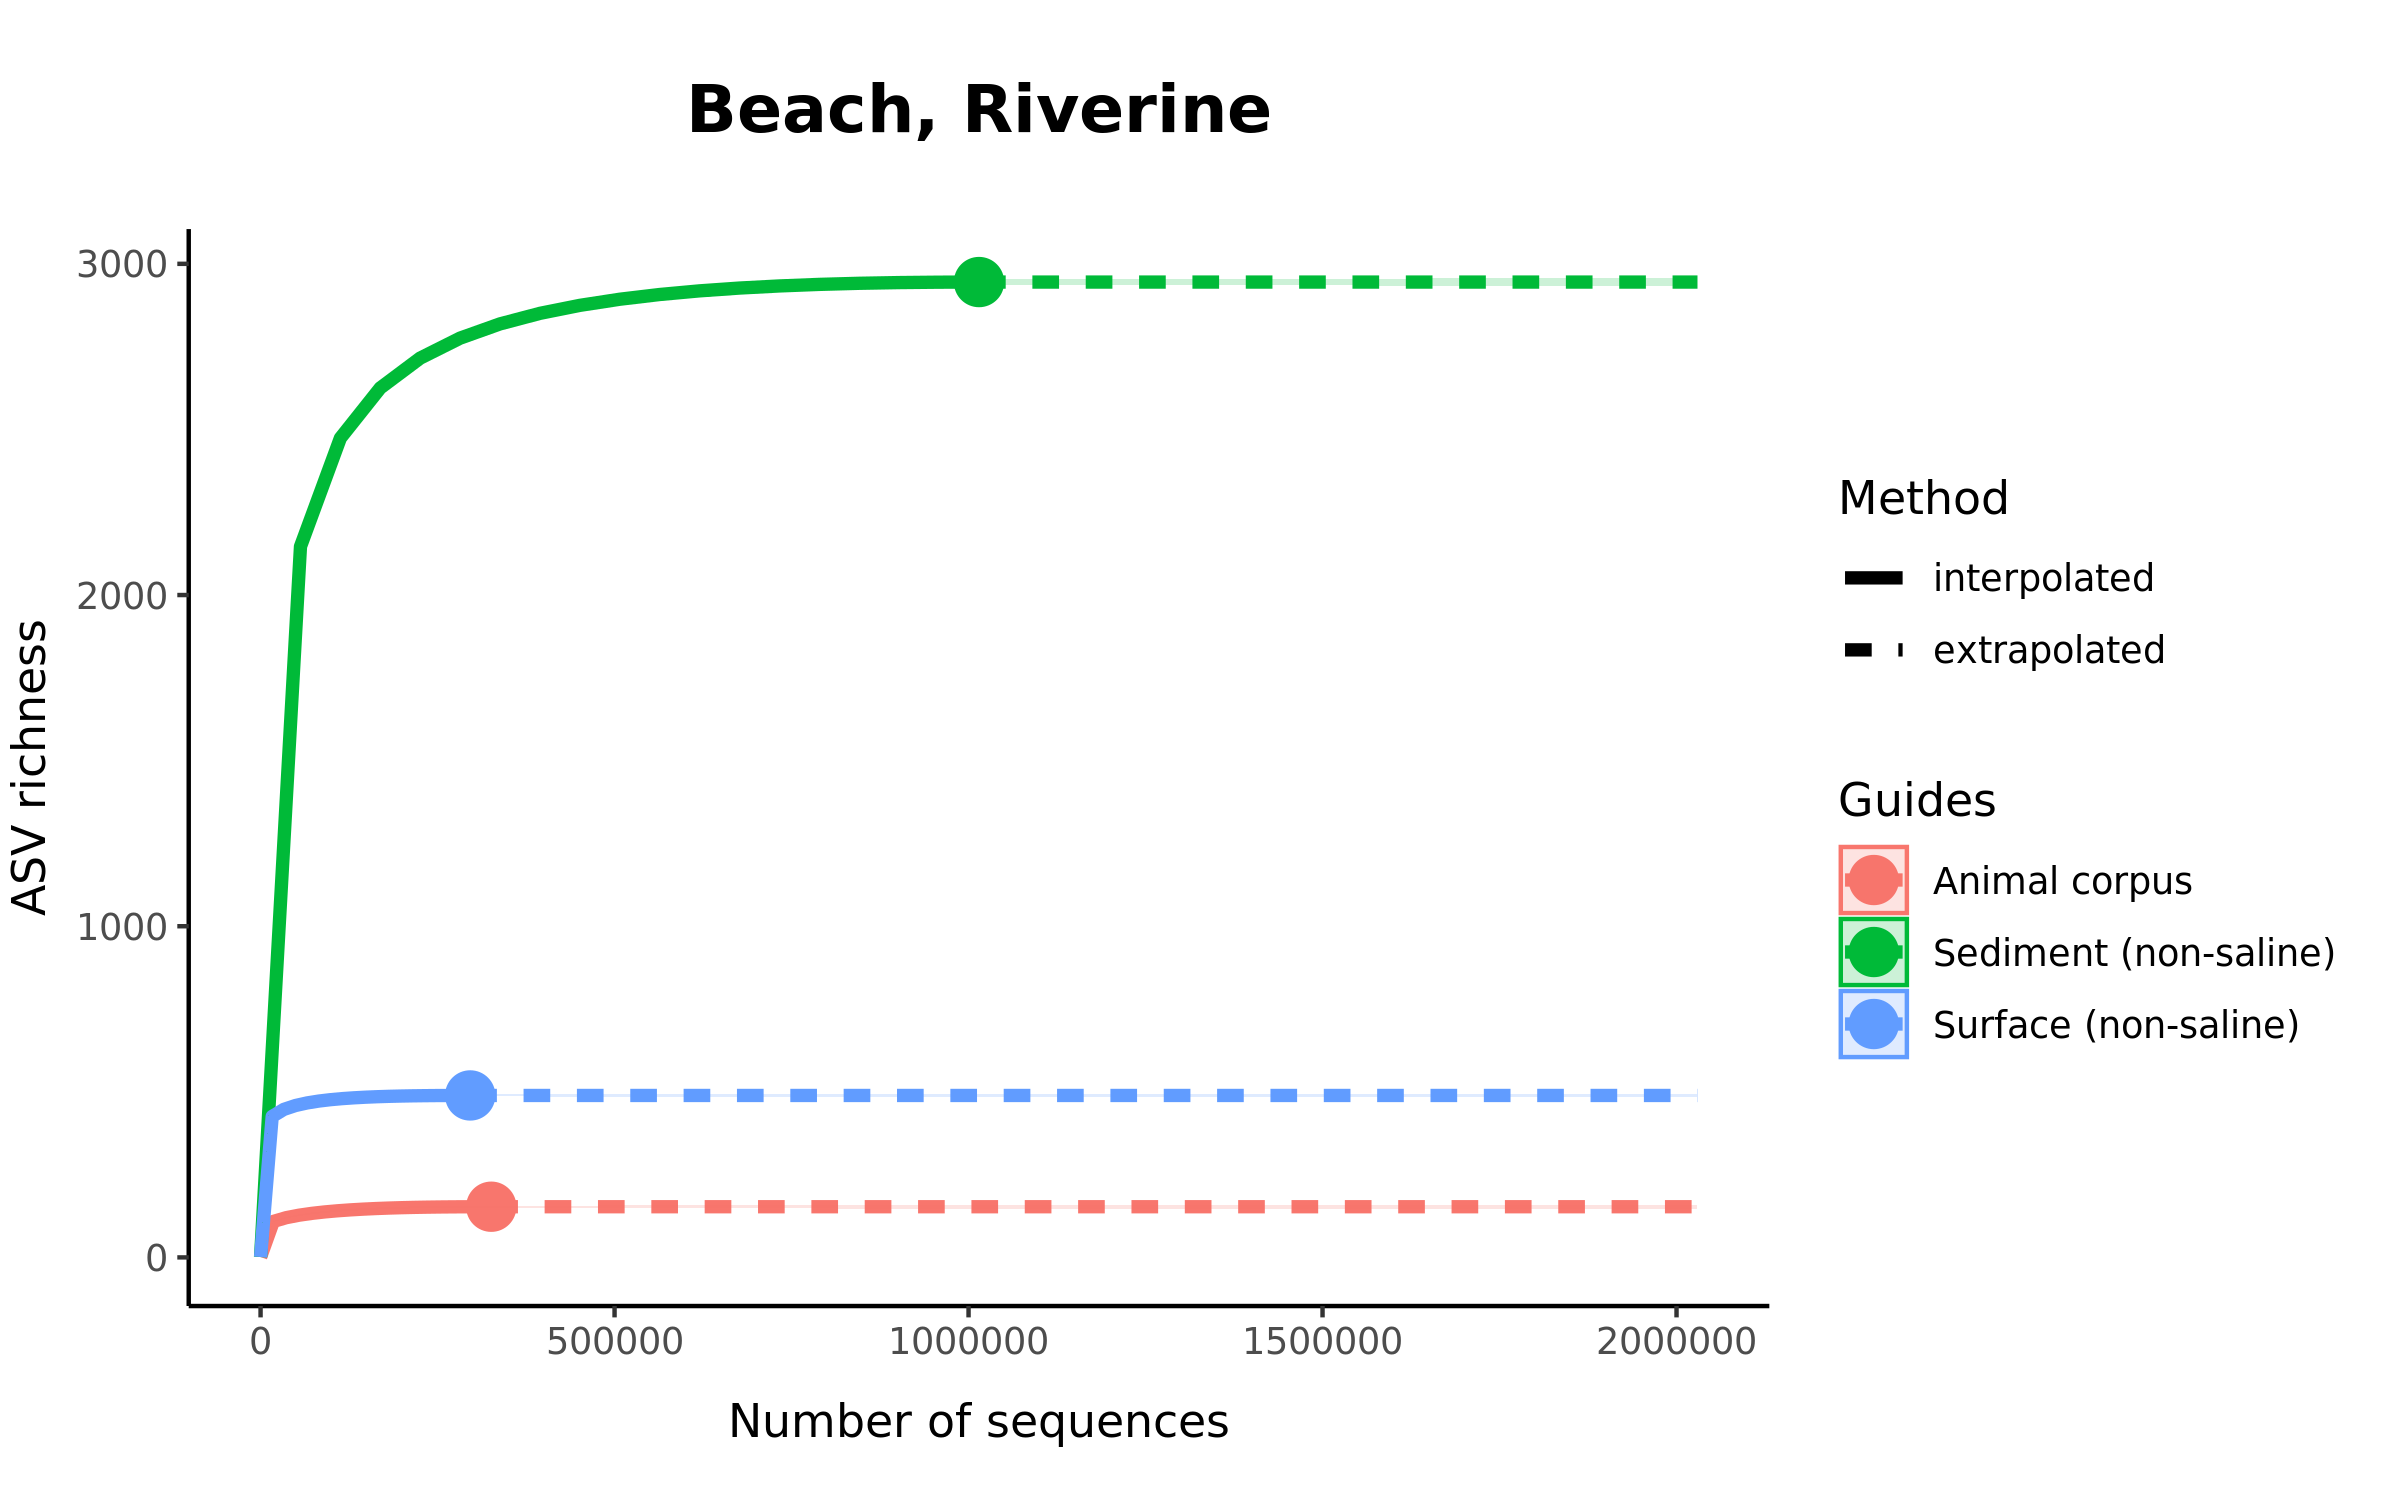 Beach, Riverine
ASV richness
3000
2000
1000
0
0 500000 1000000 1500000 2000000
Number of sequences
Method
interpolated
extrapolated
Guides
Animal corpus
Sediment (non-saline)
Surface (non-saline)